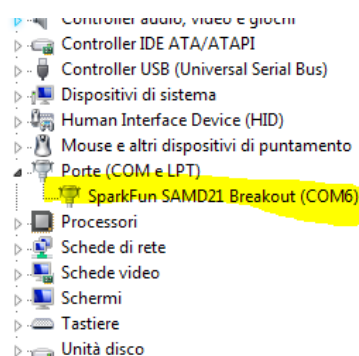 Controller audio, video e giochi
Controller IDE ATA/ATAPI
Controller USB (Universal Serial Bus)
Dispositivi di sistema
Human Interface Device (HID)
Mouse e altri dispositivi di puntamento
Porte (COM e LPT)
SparkFun SAMD21 Breakout (COM6)
Processori
Schede di rete
Schede video
Schermi
Tastiere
Unità disco